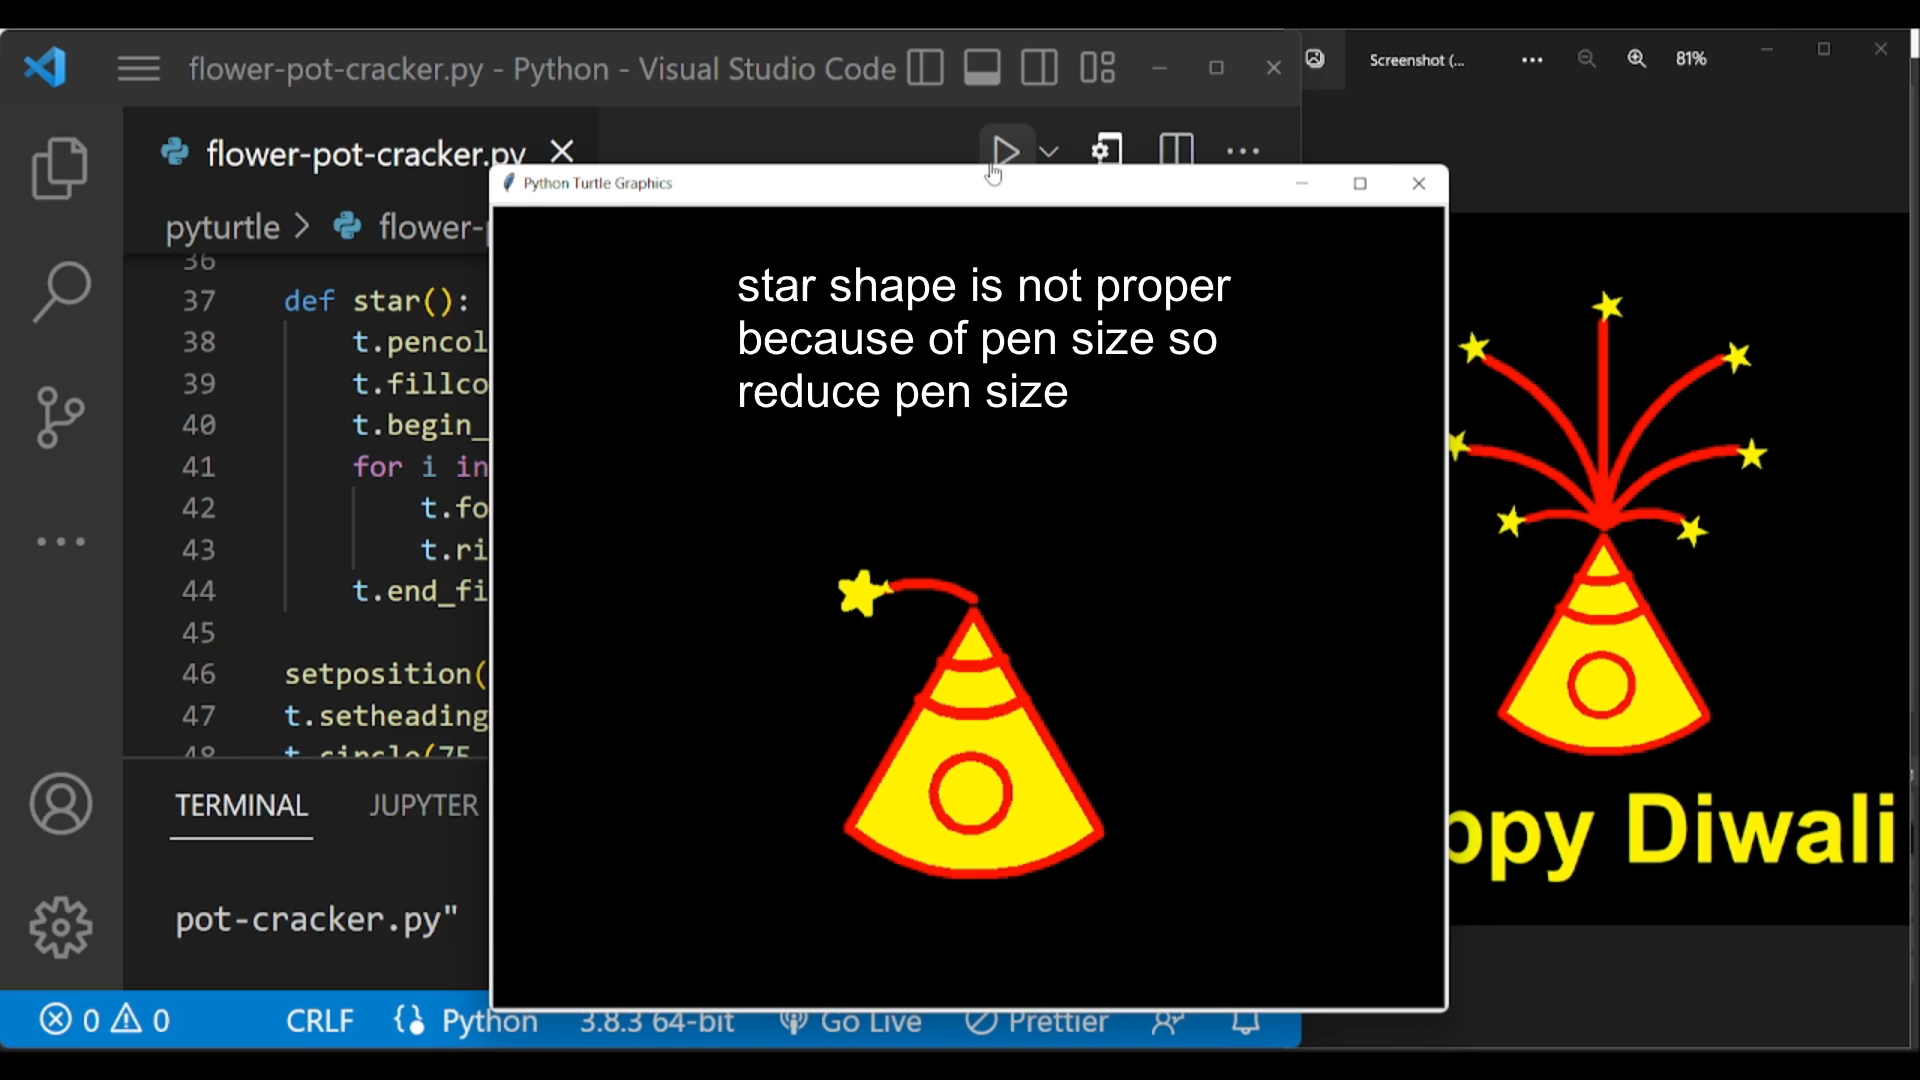 flower-pot-cracker.py - Python - Visual Studio Code
Screenshot (...
81%
flower-pot-cracker.py
Python Turtle Graphics
pyturtle > flower-
36
37 def star():
38 t.pencol
39 t.fillco
40 t.begin_
41 for i in
42 t.fo
43 t.ri
44 t.end_fi
45
46 setposition(
47 t.setheading
48 t.circle(75
star shape is not proper
because of pen size so
reduce pen size
ppy Diwali
TERMINAL JUPYTER
pot-cracker.py"
0 0 CRLF Python 3.8.3 64-bit Go Live Prettier